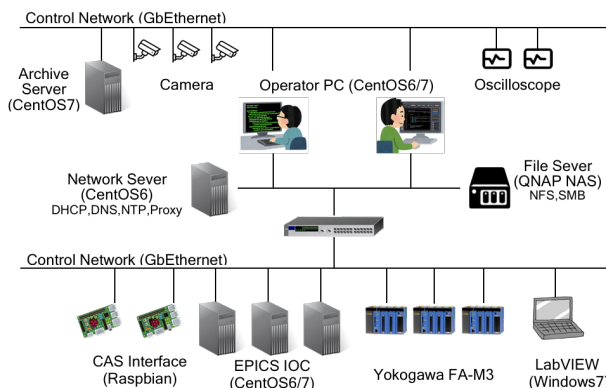 Control Network (GbEthernet)
Archive
Server
(CentOS7)
Camera
Operator PC (CentOS6/7)
Oscilloscope
Network Sever
(CentOS6)
DHCP,DNS,NTP,Proxy
File Sever
(QNAP NAS)
NFS,SMB
Control Network (GbEthernet)
CAS Interface
(Raspbian)
EPICS IOC
(CentOS6/7)
Yokogawa FA-M3
LabVIEW
(Windows7)